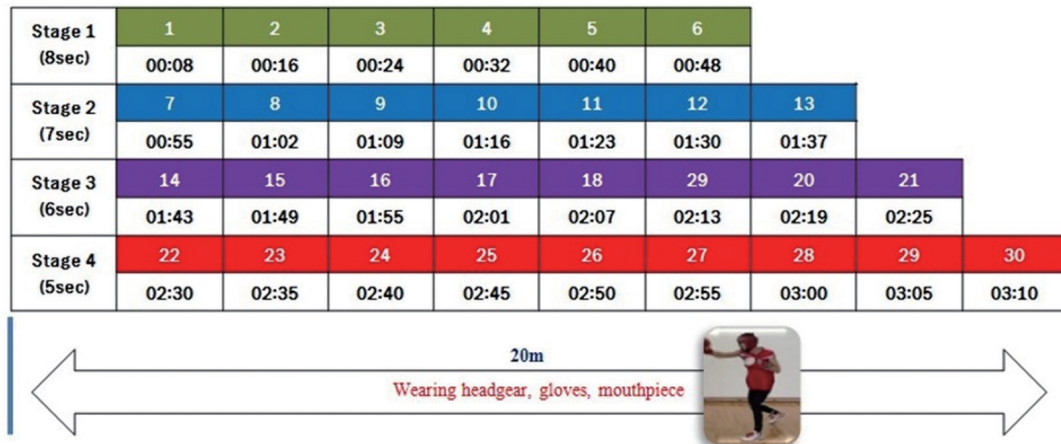 Stage 1 1 2 3 4 5 6
(8sec) 00:08 00:16 00:24 00:32 00:40 00:48
Stage 2 7 8 9 10 11 12 13
(7sec) 00:55 01:02 01:09 01:16 01:23 01:30 01:37
Stage 3 14 15 16 17 18 29 20 21
(6sec) 01:43 01:49 01:55 02:01 02:07 02:13 02:19 02:25
Stage 4 22 23 24 25 26 27 28 29 30
(5sec) 02:30 02:35 02:40 02:45 02:50 02:55 03:00 03:05 03:10
20m
Wearing headgear, gloves, mouthpiece